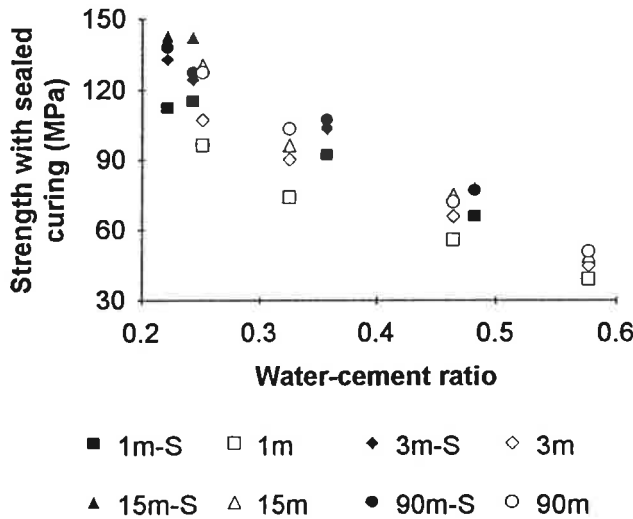 150
120
90
60
30
Strength with sealed
curing (MPa)
0.2 0.3 0.4 0.5 0.6
Water-cement ratio
1m-S 1m 3m-S 3m
15m-S 15m 90m-S 90m